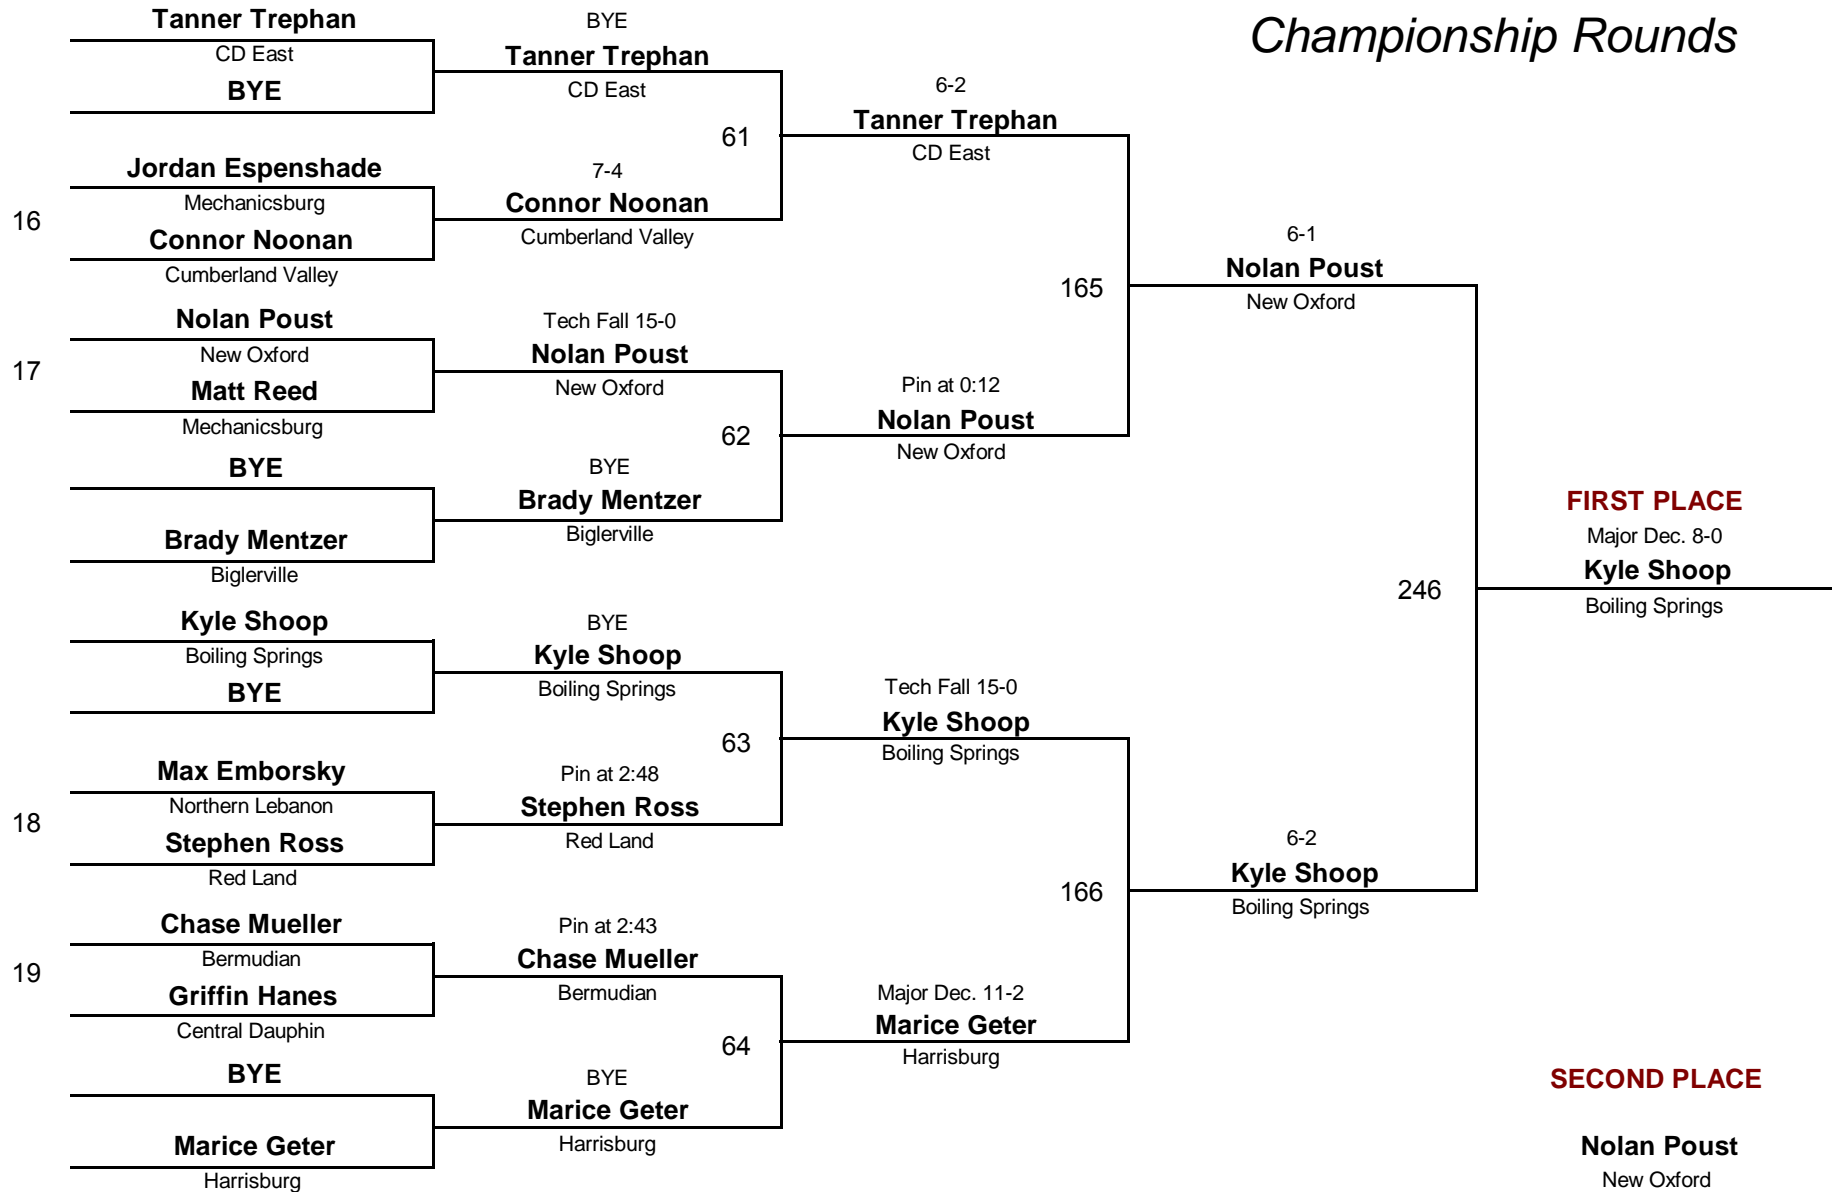 Championship Rounds
Tanner Trephan
CD East
BYE
16
Jordan Espenshade
Mechanicsburg
Connor Noonan
Cumberland Valley
17
Nolan Poust
New Oxford
Matt Reed
Mechanicsburg
BYE
Brady Mentzer
Biglerville
Kyle Shoop
Boiling Springs
BYE
18
Max Emborsky
Northern Lebanon
Stephen Ross
Red Land
19
Chase Mueller
Bermudian
Griffin Hanes
Central Dauphin
BYE
Marice Geter
Harrisburg
BYE
Tanner Trephan
CD East
61
7-4
Connor Noonan
Cumberland Valley
Tech Fall 15-0
Nolan Poust
New Oxford
62
BYE
Brady Mentzer
Biglerville
BYE
Kyle Shoop
Boiling Springs
63
Pin at 2:48
Stephen Ross
Red Land
Pin at 2:43
Chase Mueller
Bermudian
64
BYE
Marice Geter
Harrisburg
6-2
Tanner Trephan
CD East
165
Pin at 0:12
Nolan Poust
New Oxford
Tech Fall 15-0
Kyle Shoop
Boiling Springs
166
Major Dec. 11-2
Marice Geter
Harrisburg
6-1
Nolan Poust
New Oxford
246
6-2
Kyle Shoop
Boiling Springs
FIRST PLACE
Major Dec. 8-0
Kyle Shoop
Boiling Springs
SECOND PLACE
Nolan Poust
New Oxford